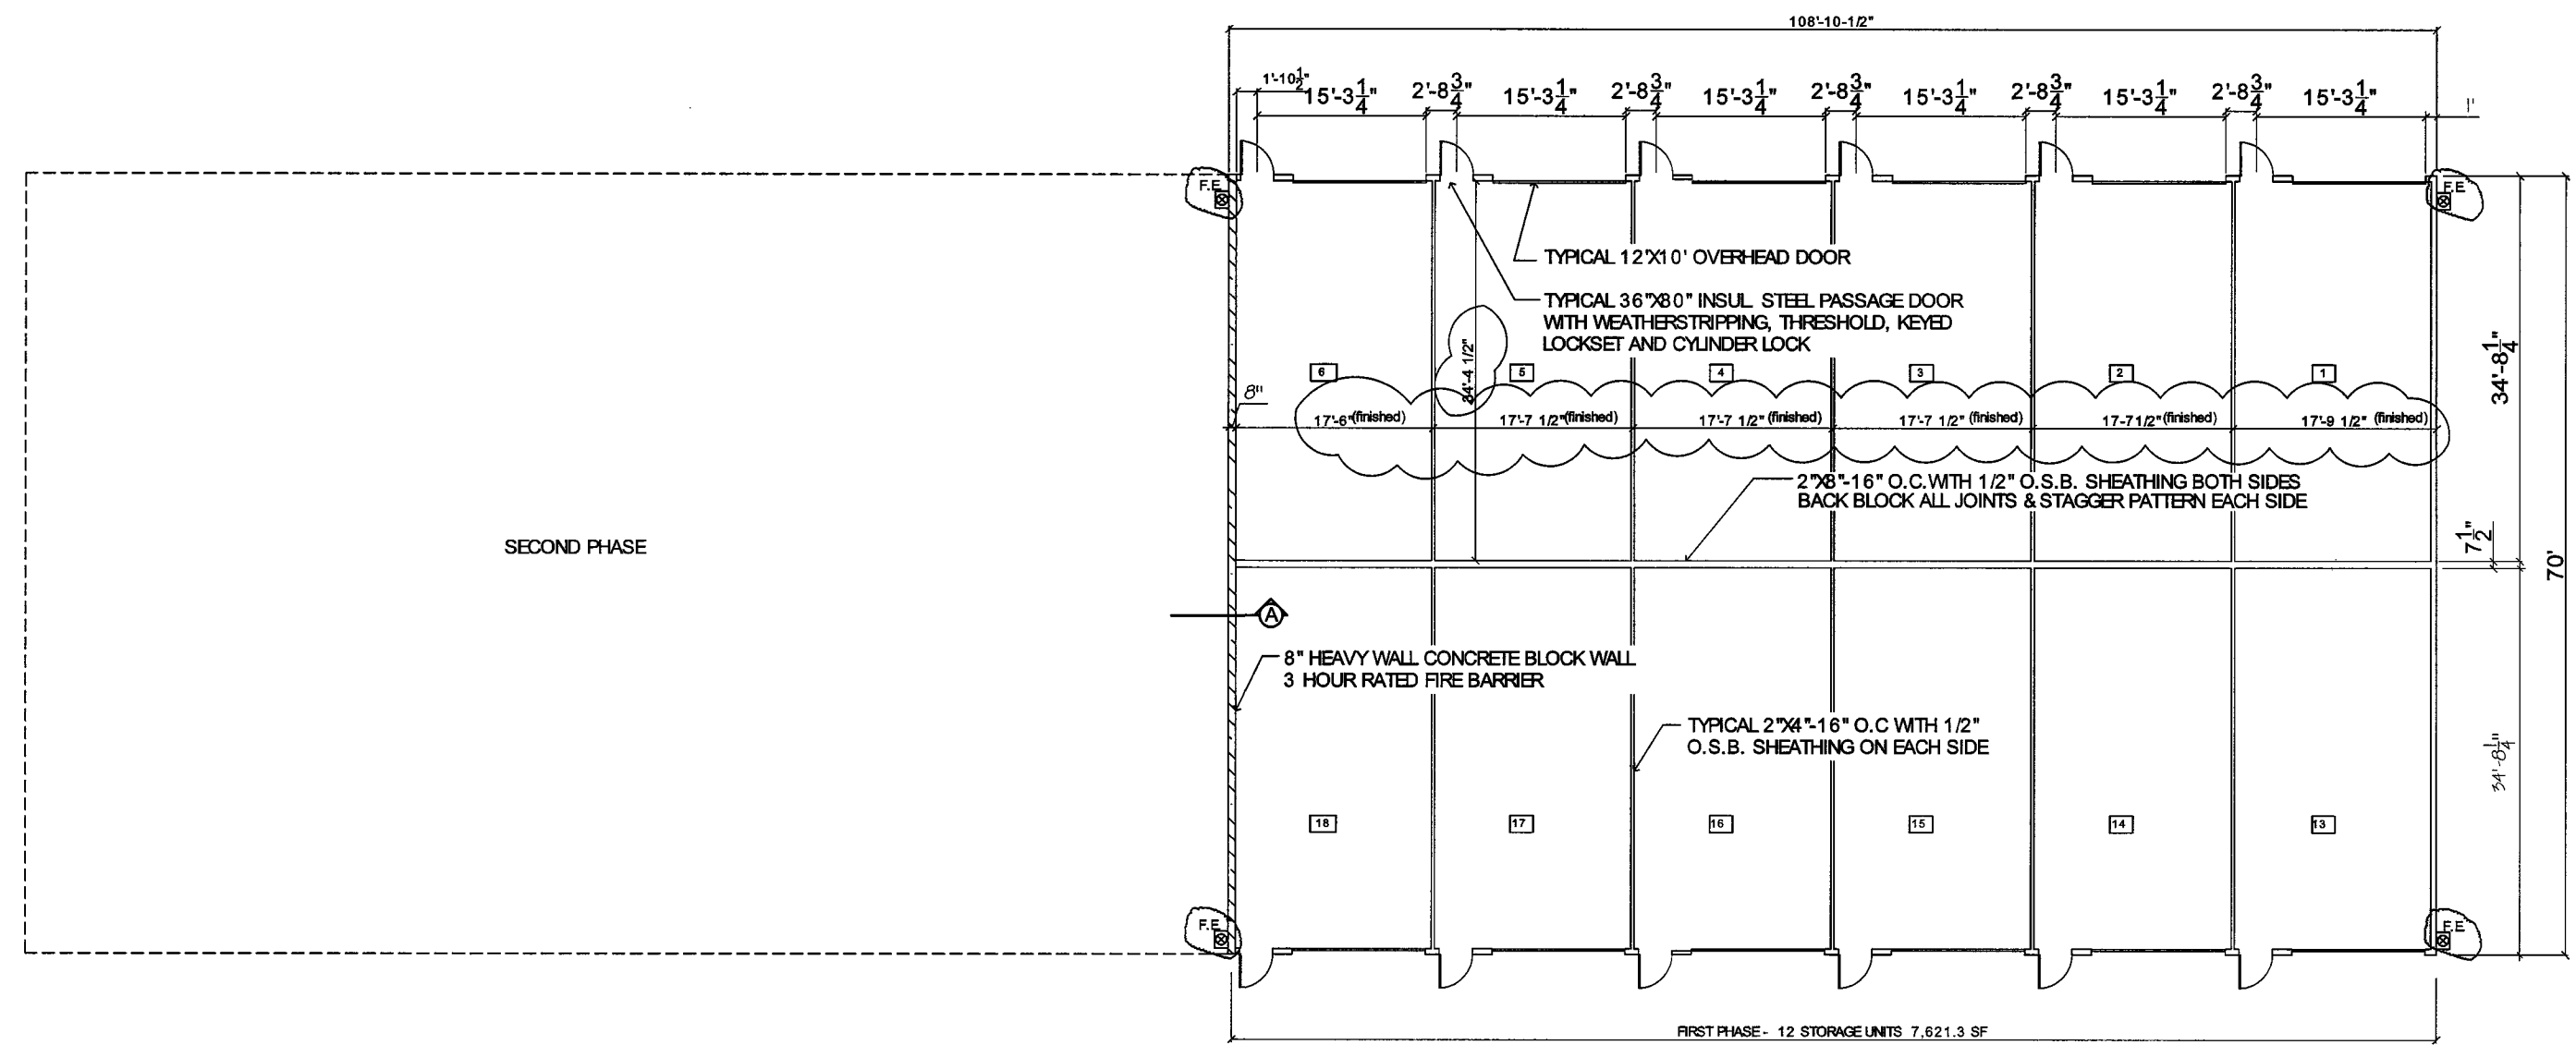 108'-10-1/2"
1'-10 1/2"
15'-3 1/4" 2'-8 3/4" 15'-3 1/4" 2'-8 3/4" 15'-3 1/4" 2'-8 3/4" 15'-3 1/4" 2'-8 3/4" 15'-3 1/4" 2'-8 3/4" 15'-3 1/4" 1'
F.E. F.E
TYPICAL 12'X10' OVERHEAD DOOR
TYPICAL 36"X80" INSUL STEEL PASSAGE DOOR
WITH WEATHERSTRIPPING, THRESHOLD, KEYED
LOCKSET AND CYLINDER LOCK
34'-4 1/2"
34'-8 1/4"
6 5 4 3 2 1
8"
17'-6"(finished) 17'-7 1/2"(finished) 17'-7 1/2" (finished) 17'-7 1/2" (finished) 17-7 1/2" (finished) 17'-9 1/2" (finished)
2"X8"-16" O.C.WITH 1/2" O.S.B. SHEATHING BOTH SIDES
BACK BLOCK ALL JOINTS & STAGGER PATTERN EACH SIDE
7 1/2"
70'
SECOND PHASE
A
8" HEAVY WALL CONCRETE BLOCK WALL
3 HOUR RATED FIRE BARRIER
TYPICAL 2"X4"-16" O.C WITH 1/2"
O.S.B. SHEATHING ON EACH SIDE
34'-8 1/4"
18 17 16 15 14 13
F.E. F.E
FIRST PHASE - 12 STORAGE UNITS 7,621.3 SF